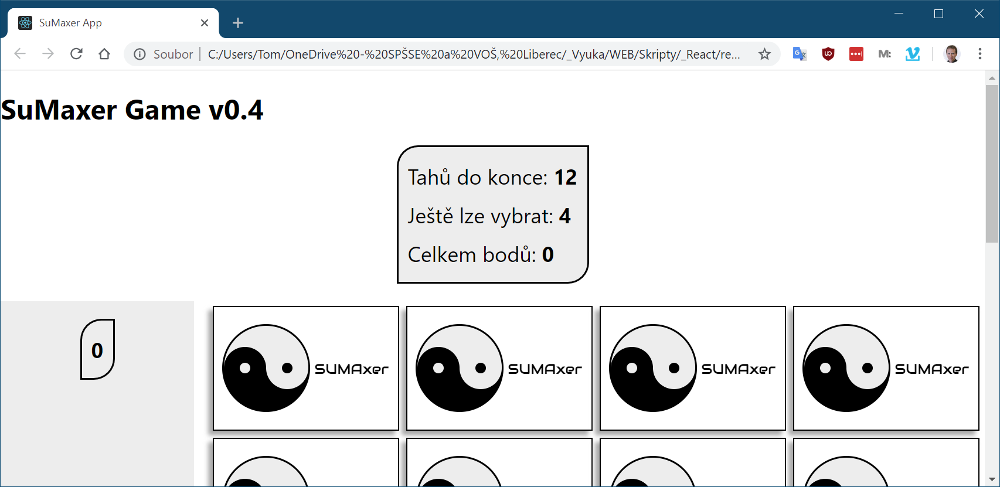 SuMaxer App
Soubor
C:/Users/Tom/OneDrive%20-%20SPŠSE%20a%20VOŠ,%20Liberec/_Vyuka/WEB/Skripty/_React/re...
M:
SuMaxer Game v0.4
Tahů do konce: 12
Ještě lze vybrat: 4
Celkem bodů: 0
0
SUMAxer
SUMAxer
SUMAxer
SUMAxer